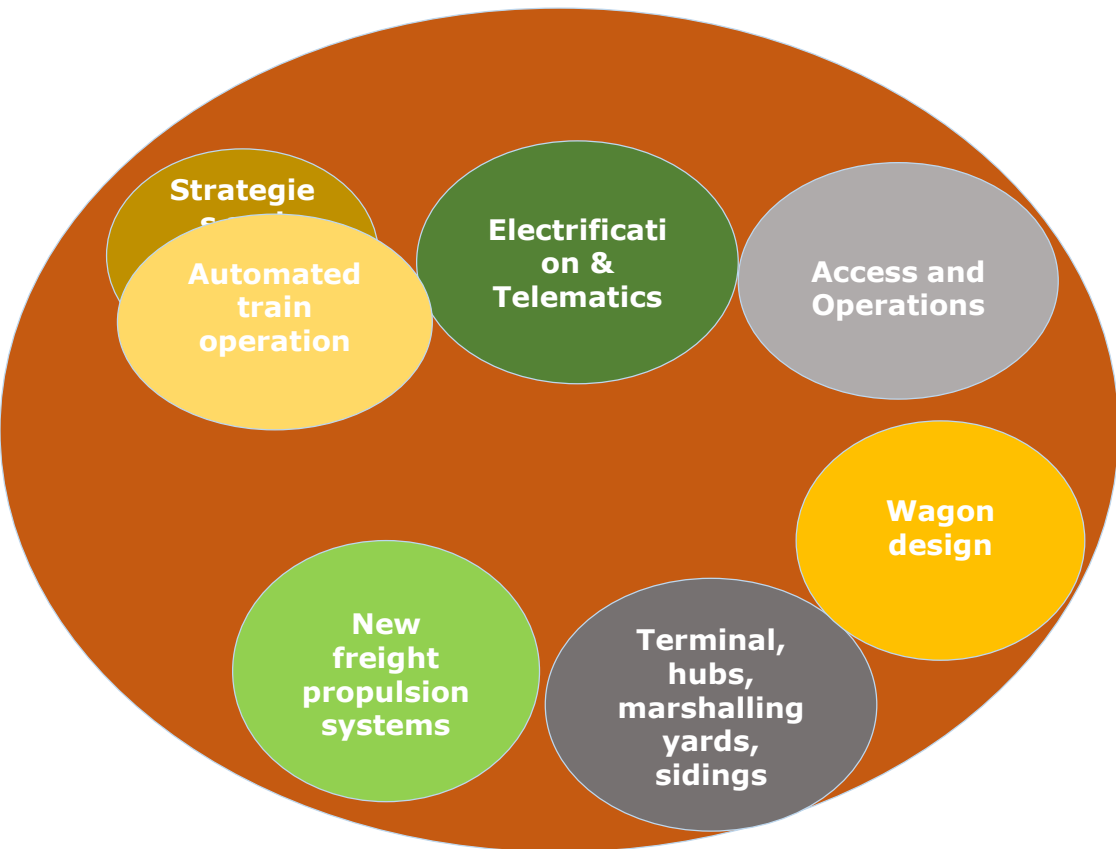 Strategie
Automated
train
operation
Electrificati
on &
Telematics
Access and
Operations
Wagon
design
New
freight
propulsion
systems
Terminal,
hubs,
marshalling
yards,
sidings